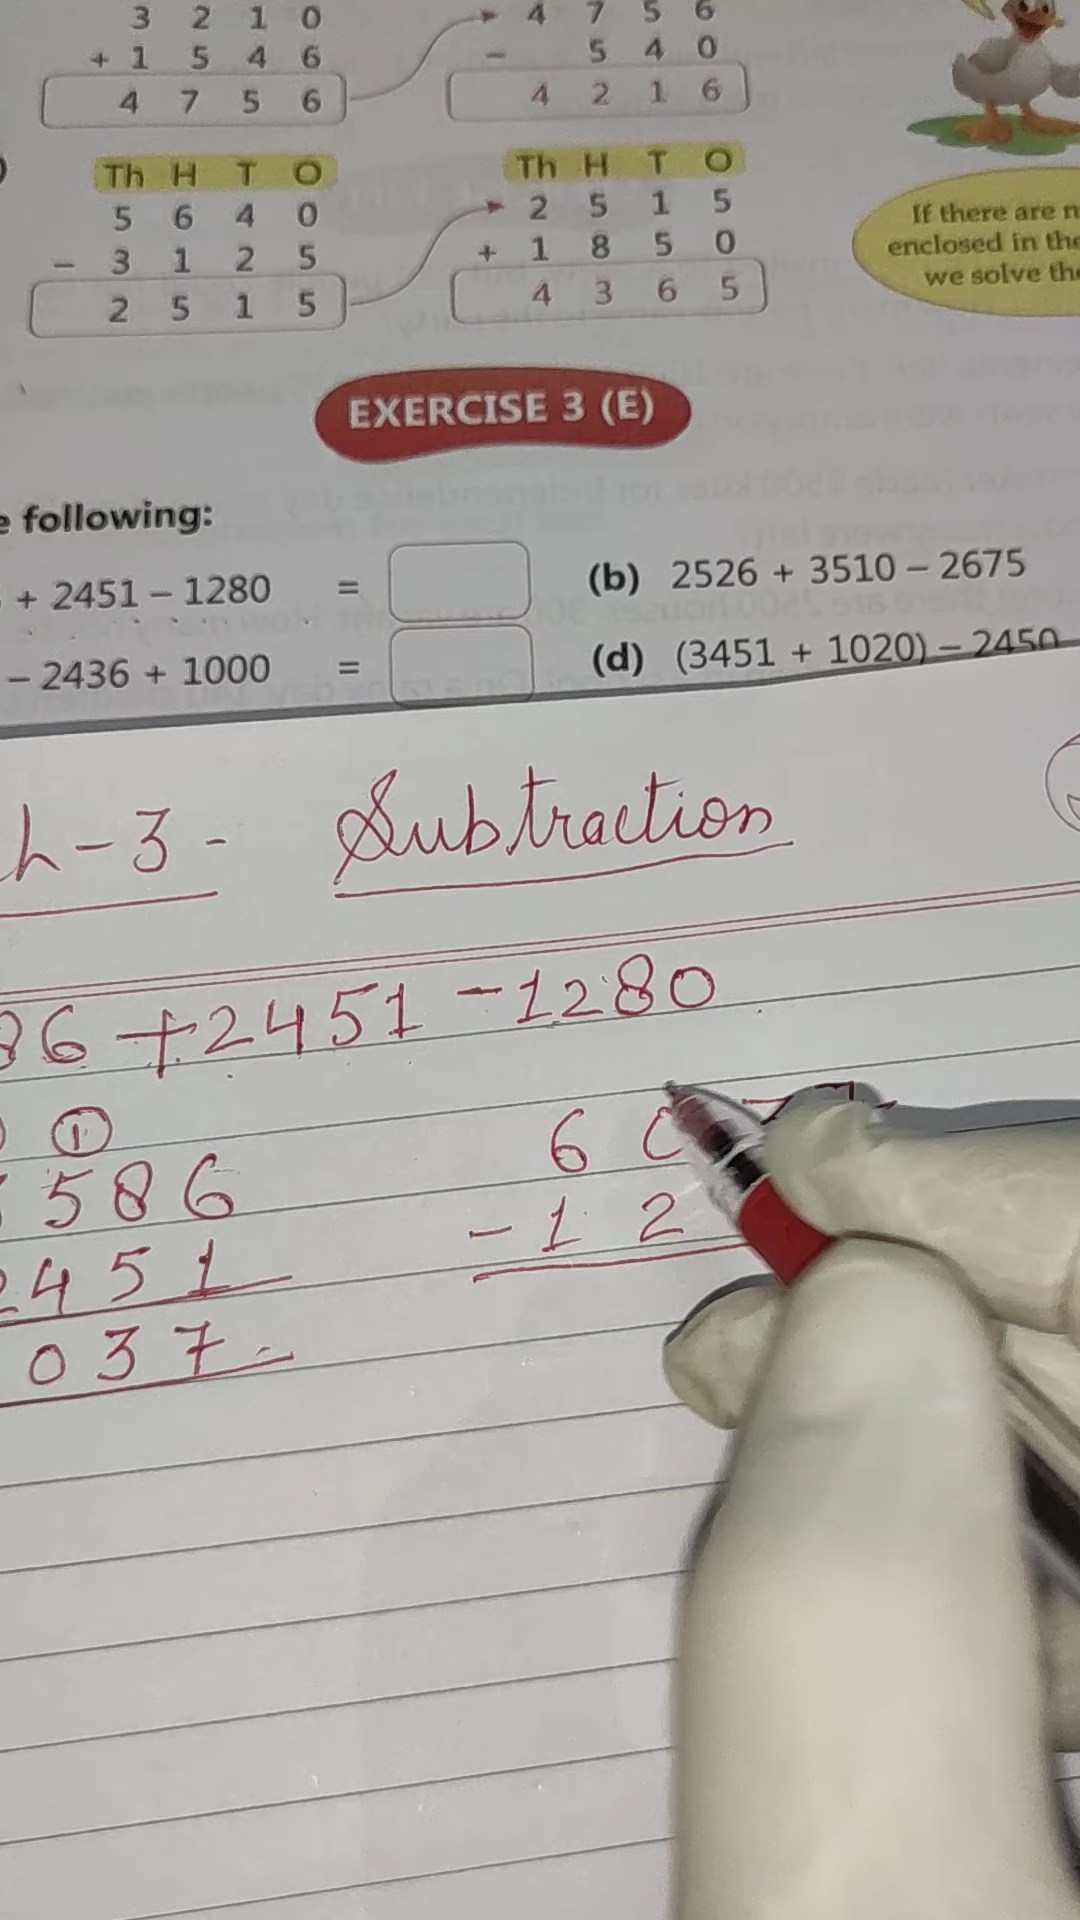 3 2 1 0
4 7 5 6
+ 1 5 4 6
- 5 4 0
4 7 5 6
4 2 1 6
Th H T O
Th H T O
5 6 4 0
2 5 1 5
- 3 1 2 5
+ 1 8 5 0
2 5 1 5
4 3 6 5
If there are
enclosed in the
we solve the
EXERCISE 3 (E)
following:
+ 2451 – 1280 =
(b) 2526 + 3510 – 2675
– 2436 + 1000 =
(d) (3451 + 1020) – 2450
h-3- Subtraction
86 + 2451 - 1280
1
586
6 0
451
- 1 2
037